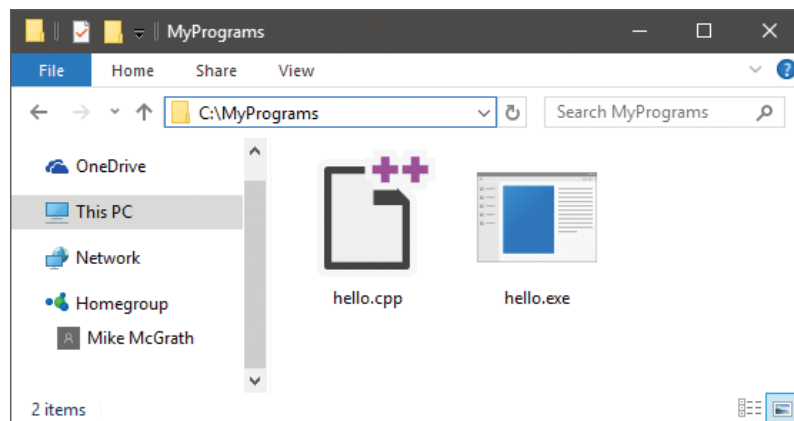 MyPrograms
File Home Share View
?
C:\MyPrograms
Search MyPrograms
OneDrive
This PC
Network
Homegroup
Mike McGrath
hello.cpp
hello.exe
2 items